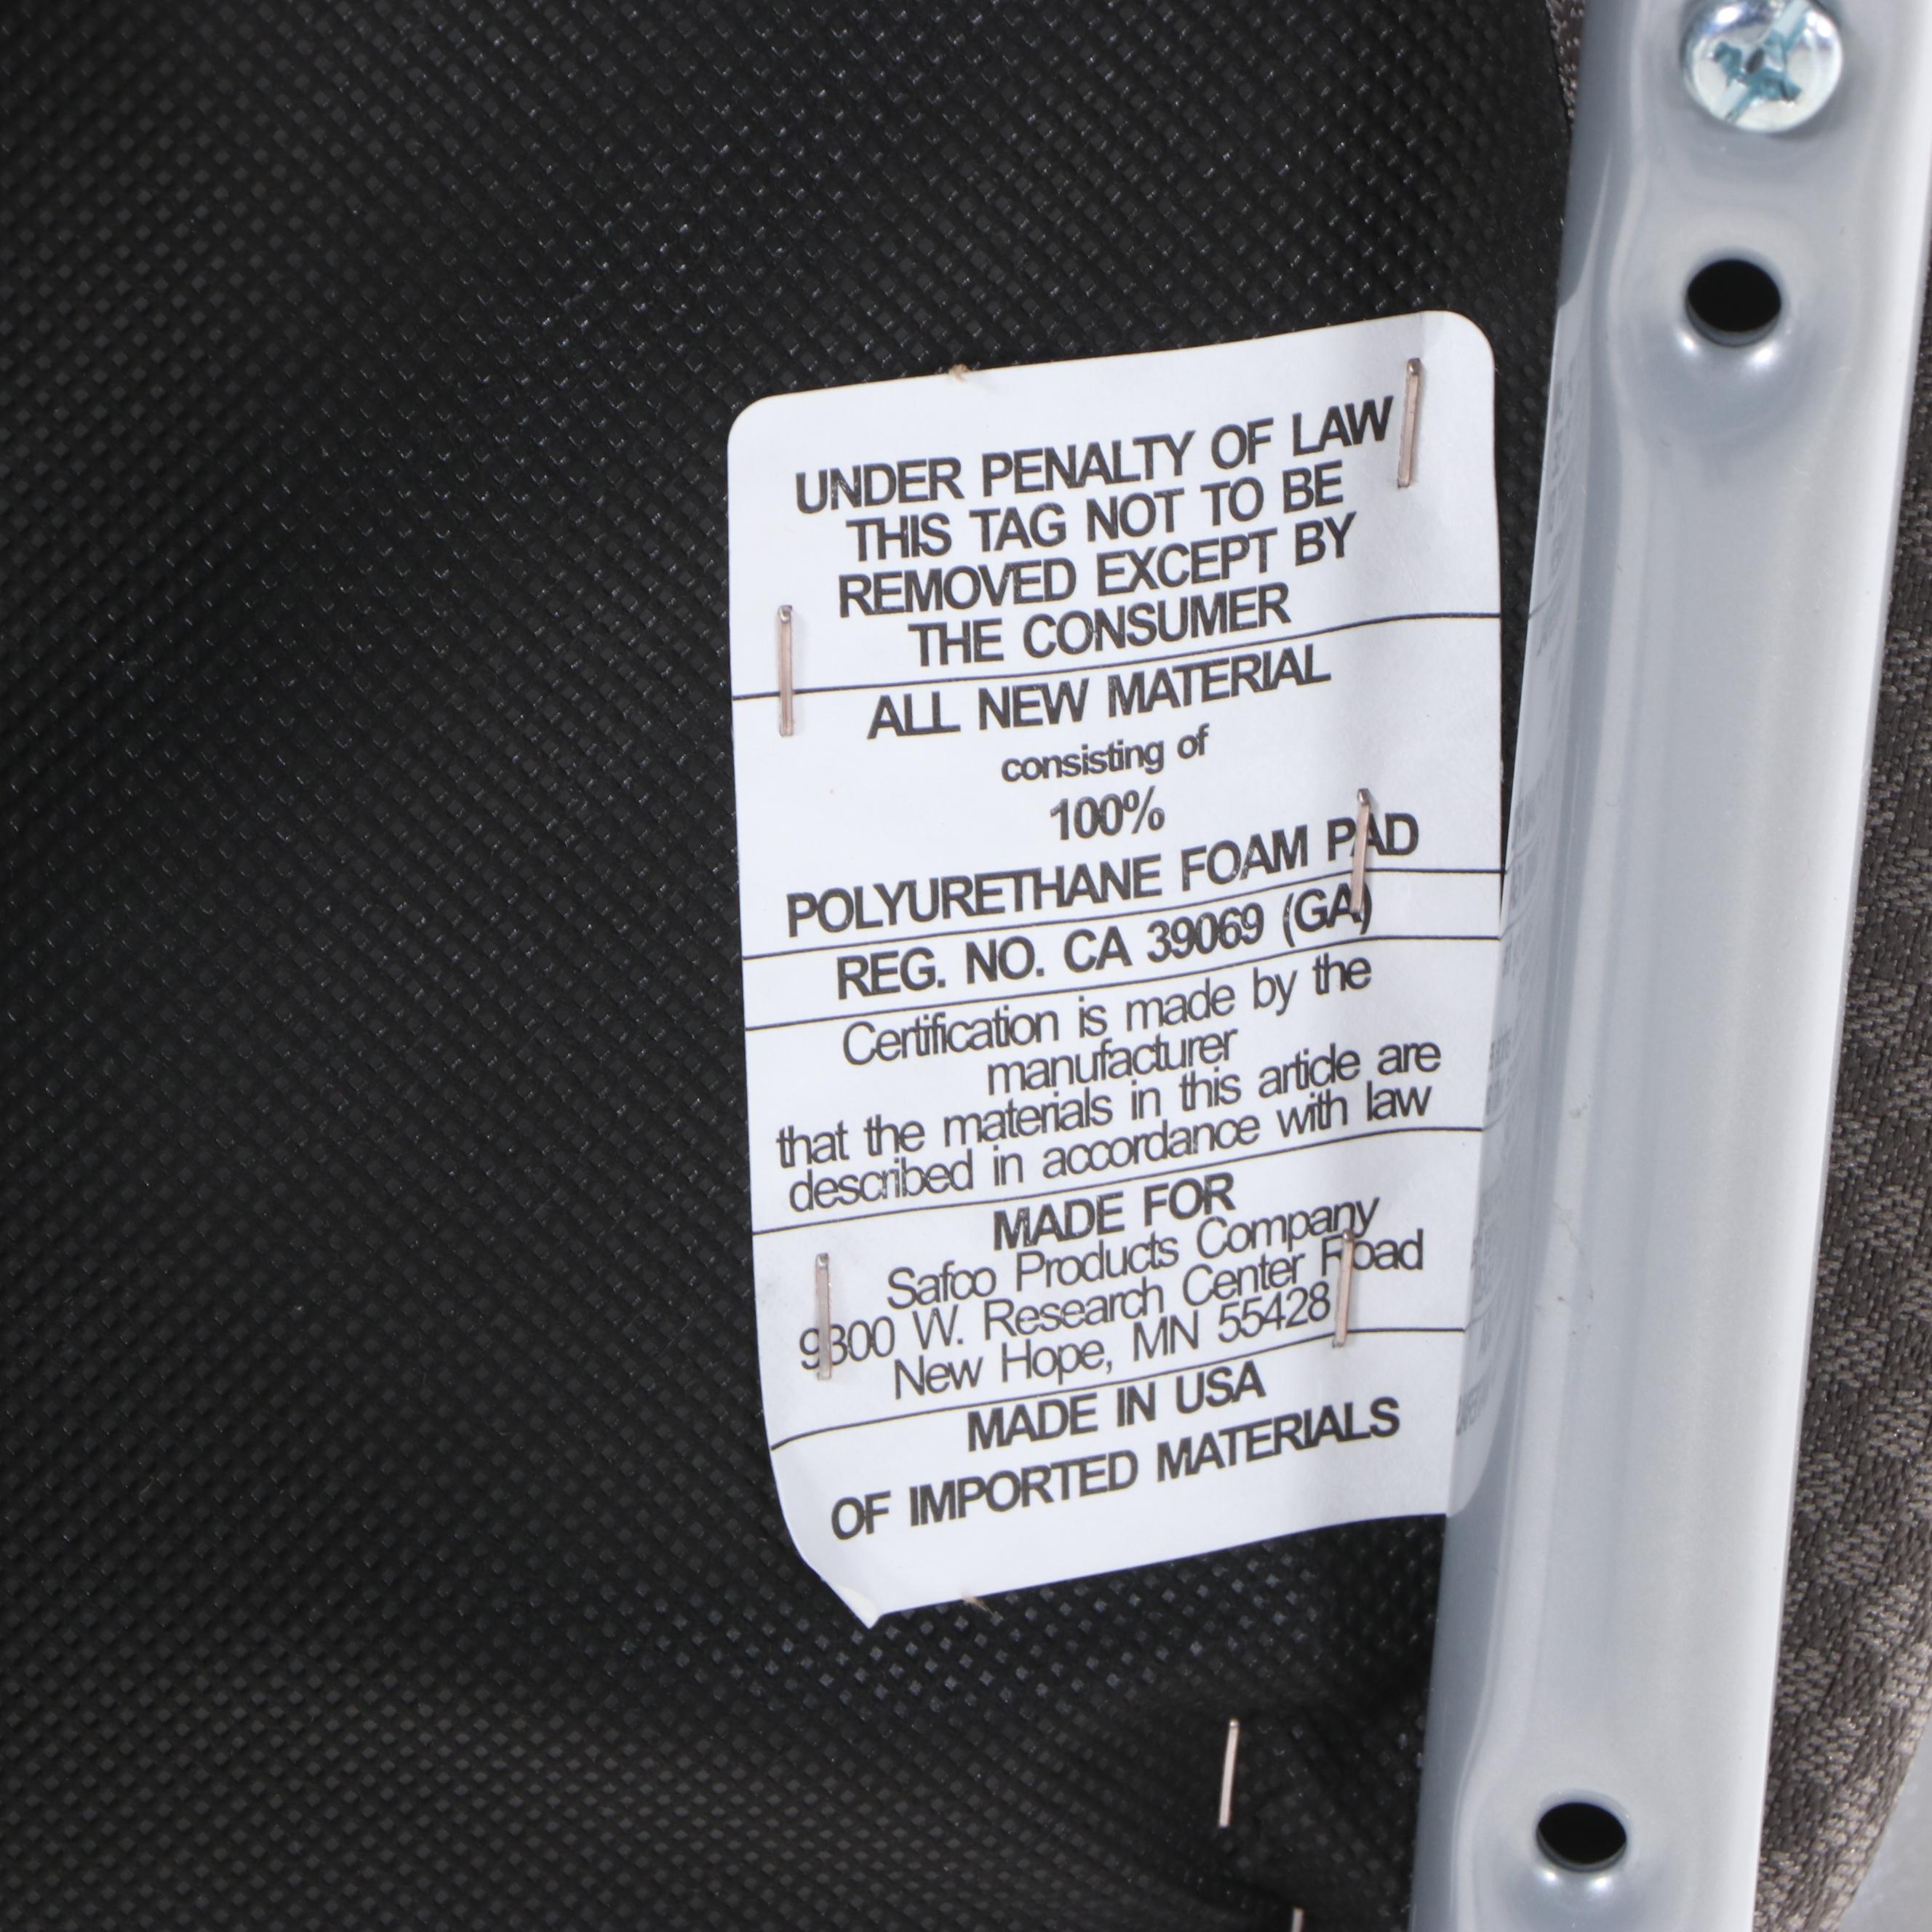 UNDER PENALTY OF LAW
THIS TAG NOT TO BE
REMOVED EXCEPT BY
THE CONSUMER
ALL NEW MATERIAL
consisting of
100%
POLYURETHANE FOAM PAD
REG. NO. CA 39069 (GA)
Certification is made by the
manufacturer
that the materials in this article are
described in accordance with law
MADE FOR
Safco Products Company
9300 W. Research Center Road
New Hope, MN 55428
MADE IN USA
OF IMPORTED MATERIALS